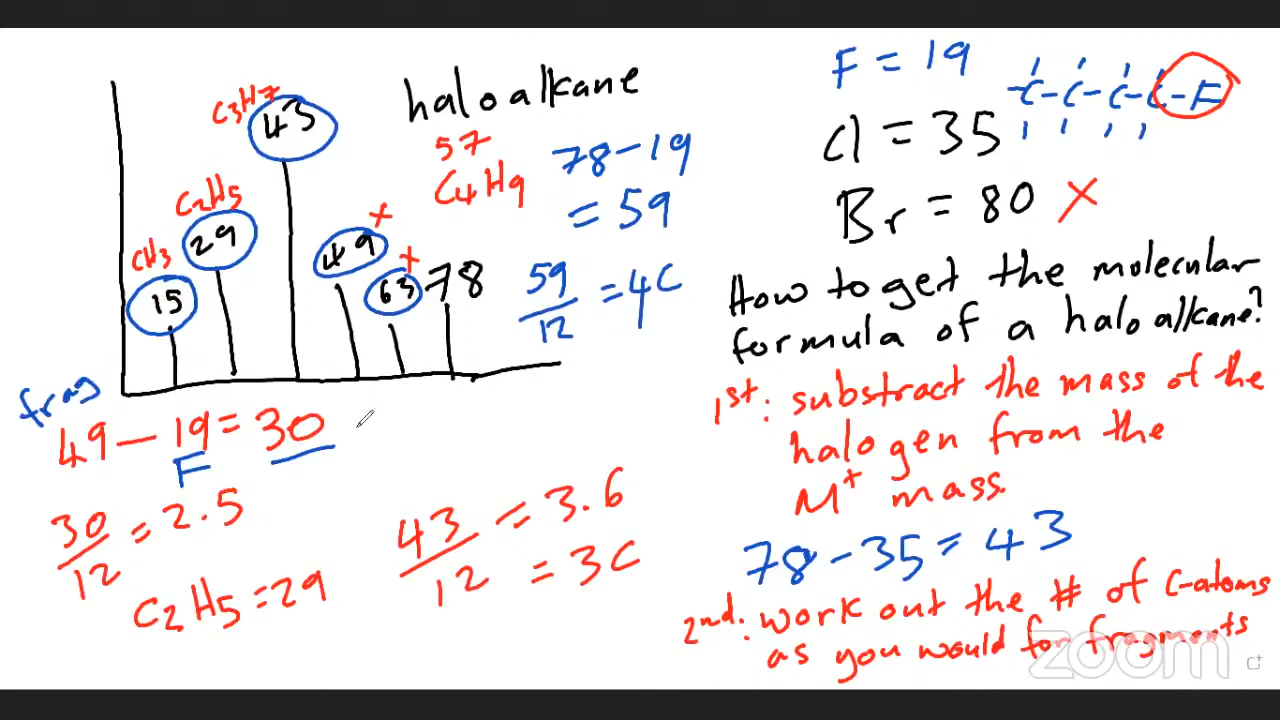 haloalkane
C3H7
43
57
C4H9
78-19
= 59
59/12 = 4C
C2H5
29
CH3
15
49 x
63 +
78
frag
49 - 19 = 30
F
30/12 = 2.5
C2H5 = 29
43/12 = 3.6
= 3C
F = 19
-C-C-C-C-F
Cl = 35
Br = 80 X
How to get the molecular
formula of a haloalkane?
1st: substract the mass of the
halogen from the
M+ mass.
78-35 = 43
2nd: work out the # of C-atoms
as you would for fragments
zoom